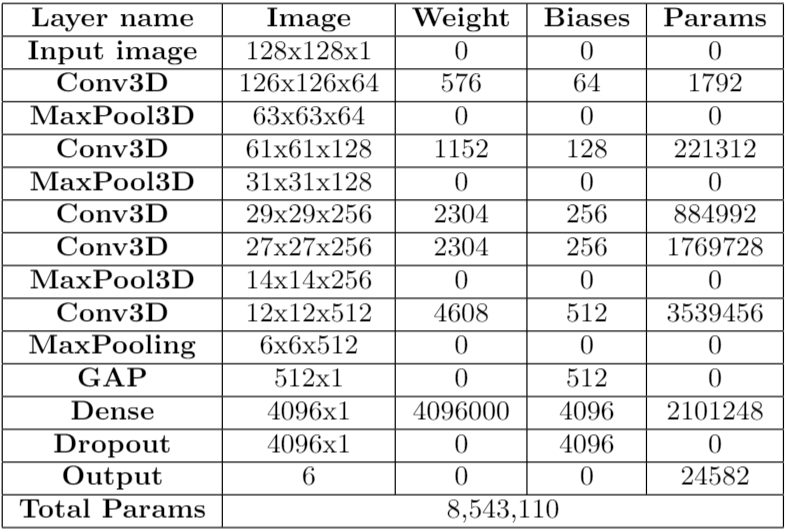 Layer name Image Weight Biases Params
Input image 128x128x1 0 0 0
Conv3D 126x126x64 576 64 1792
MaxPool3D 63x63x64 0 0 0
Conv3D 61x61x128 1152 128 221312
MaxPool3D 31x31x128 0 0 0
Conv3D 29x29x256 2304 256 884992
Conv3D 27x27x256 2304 256 1769728
MaxPool3D 14x14x256 0 0 0
Conv3D 12x12x512 4608 512 3539456
MaxPooling 6x6x512 0 0 0
GAP 512x1 0 512 0
Dense 4096x1 4096000 4096 2101248
Dropout 4096x1 0 4096 0
Output 6 0 0 24582
Total Params 8,543,110